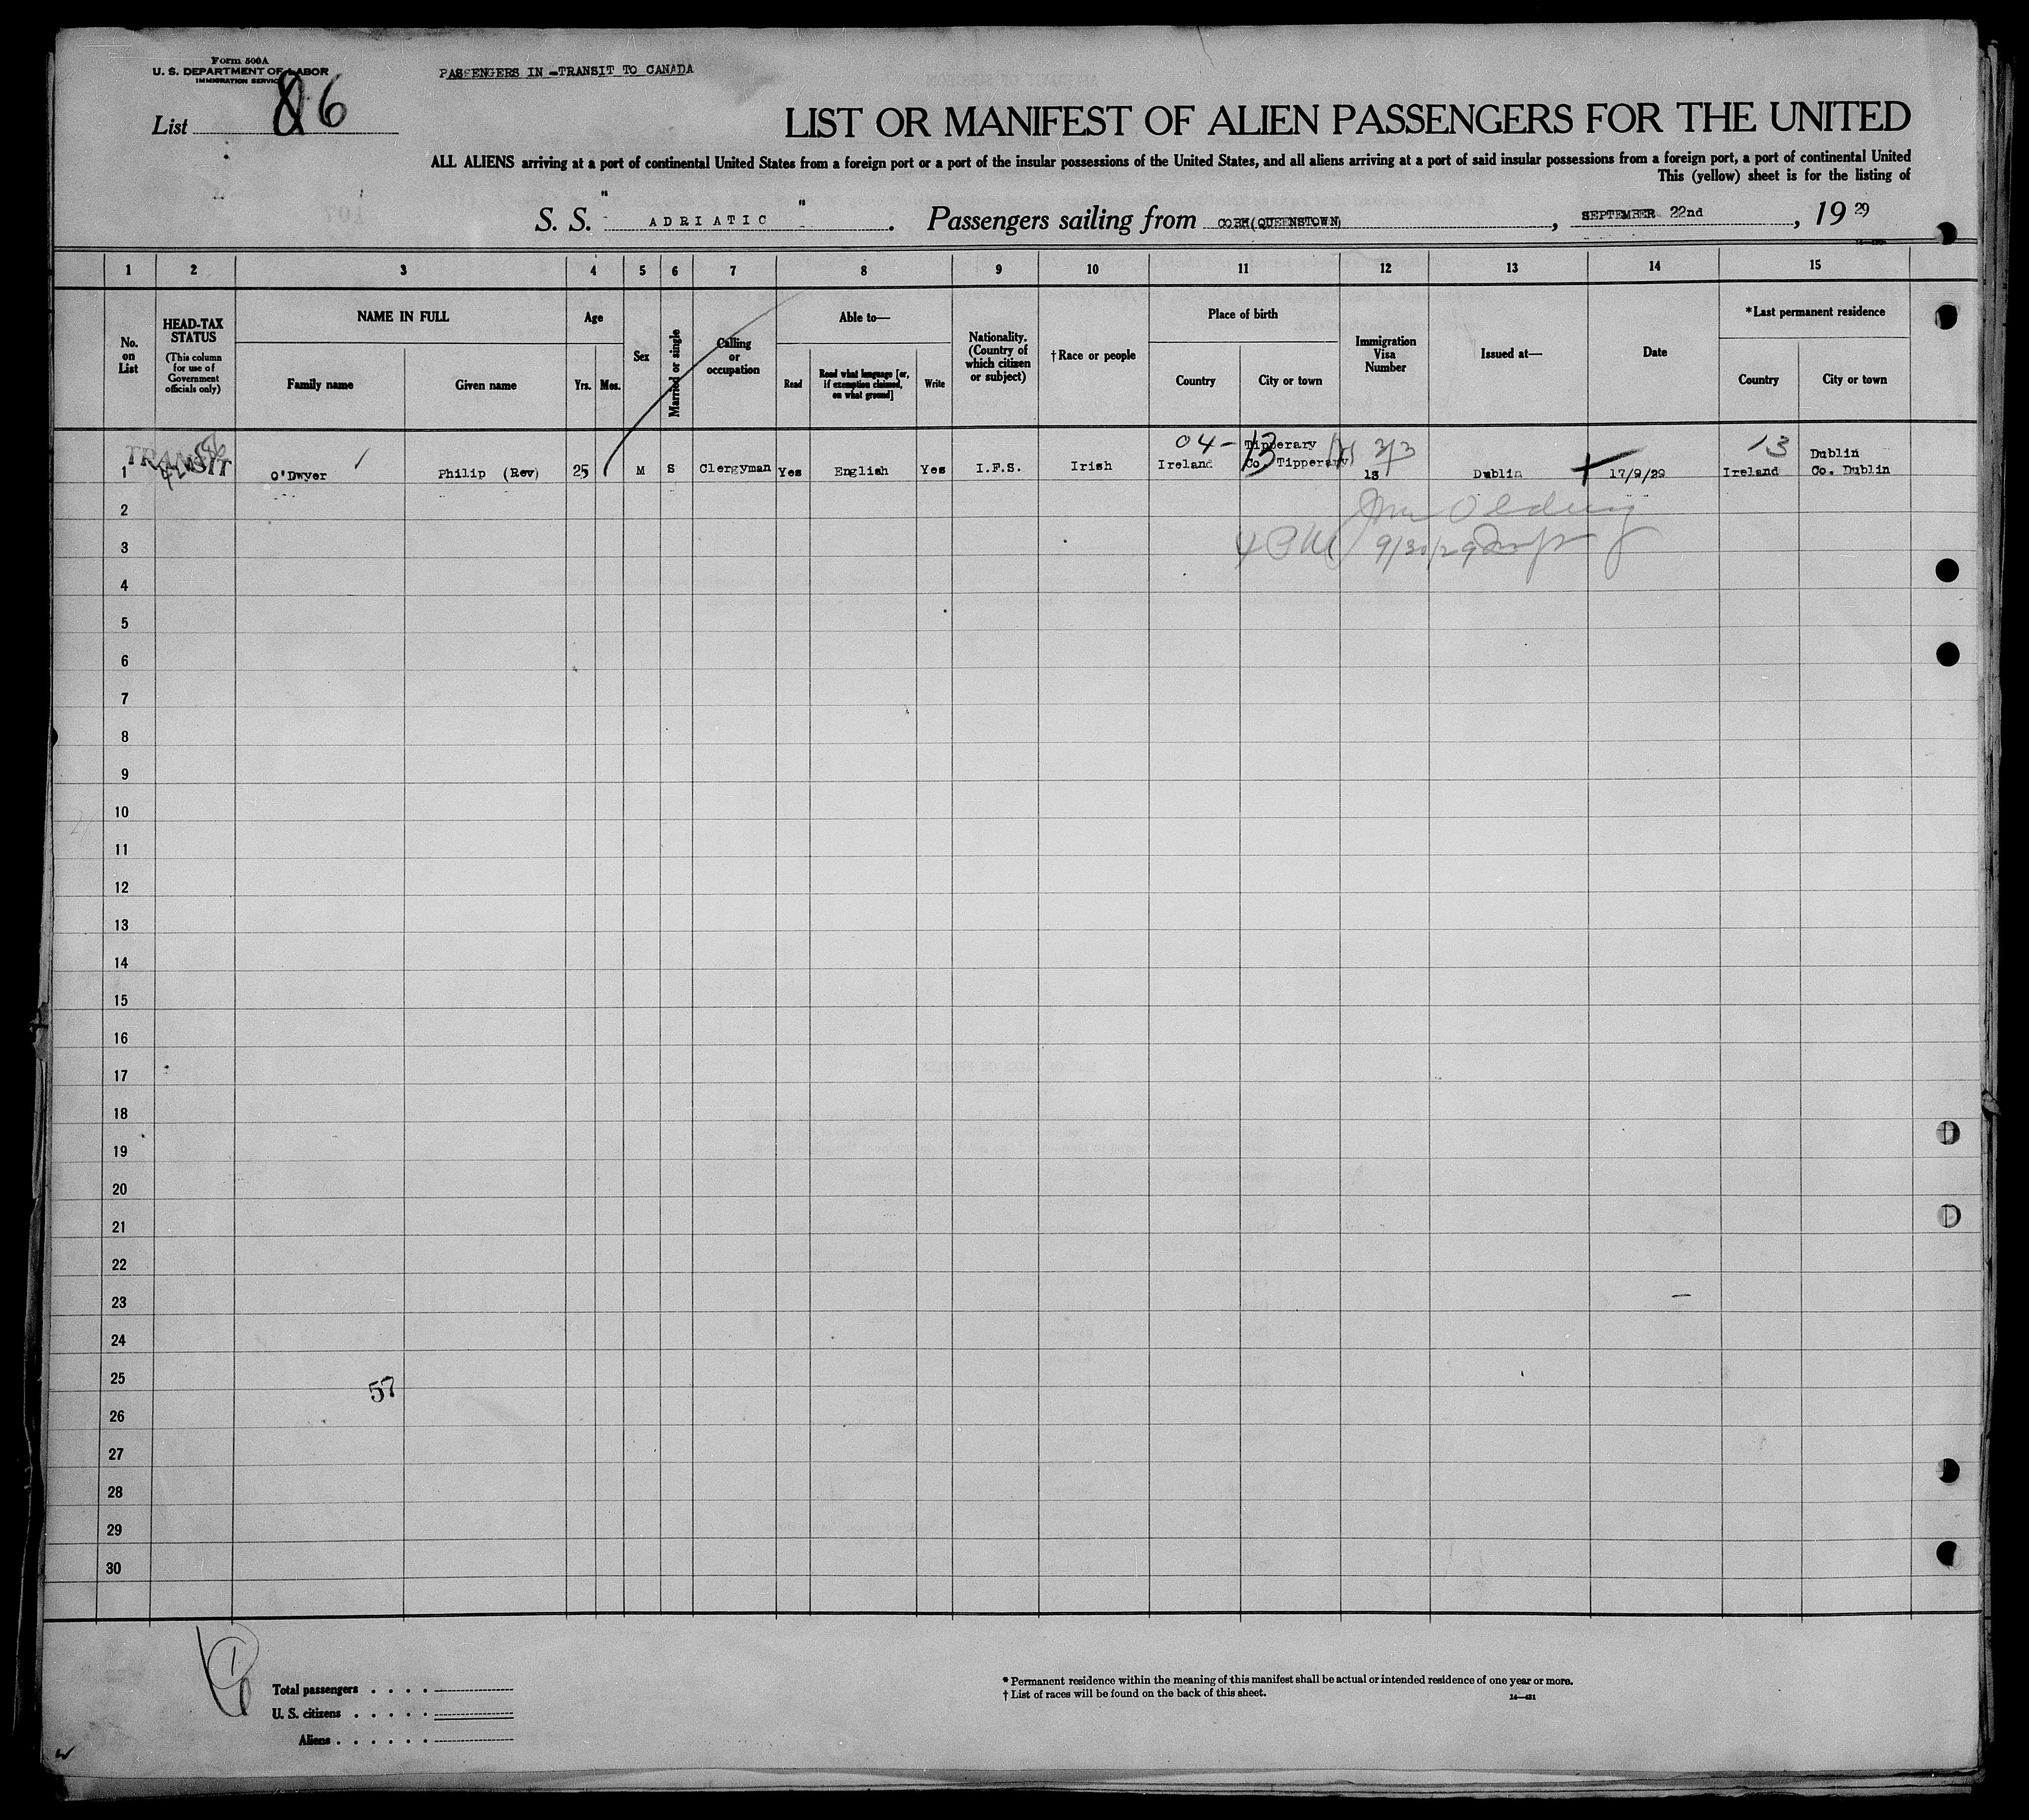 Form 500A
U. S. DEPARTMENT OF LABOR
IMMIGRATION SERVICE
PASSENGERS IN -TRANSIT TO CANADA
List 86
LIST OR MANIFEST OF ALIEN PASSENGERS FOR THE UNITED
ALL ALIENS arriving at a port of continental United States from a foreign port or a port of the insular possessions of the United States, and all aliens arriving at a port of said insular possessions from a foreign port, a port of continental United
This (yellow) sheet is for the listing of
S. S. " ADRIATIC " . Passengers sailing from COBH(QUEENSTOWN) , SEPTEMBER 22nd , 19 29
1 2 3 4 5 6 7 8 9 10 11 12 13 14 15
No. on List
HEAD-TAX STATUS
(This column for use of Government officials only)
NAME IN FULL
Family name Given name
Age
Yrs. Mos.
Sex
Married or single
Calling or occupation
Able to—
Read Read what language [or, if exemption claimed, on what ground] Write
Nationality. (Country of which citizen or subject)
†Race or people
Place of birth
Country City or town
Immigration Visa Number
Issued at—
Date
*Last permanent residence
Country City or town
TRANSIT
04- 13 Tipperary 13 Dublin
1 O'Dwyer Philip (Rev) 25 M S Clergyman Yes English Yes I.F.S. Irish Ireland Co. Tipperary 13 Dublin 17/9/29 Ireland Co. Dublin
2
3 9/30/29
4
5
6
7
8
9
10
11
12
13
14
15
16
17
18
19
20
21
22
23
24
25
57
26
27
28
29
30
1
Total passengers . . . .
U. S. citizens . . . . .
Aliens . . . . . .
* Permanent residence within the meaning of this manifest shall be actual or intended residence of one year or more.
† List of races will be found on the back of this sheet.
14—431